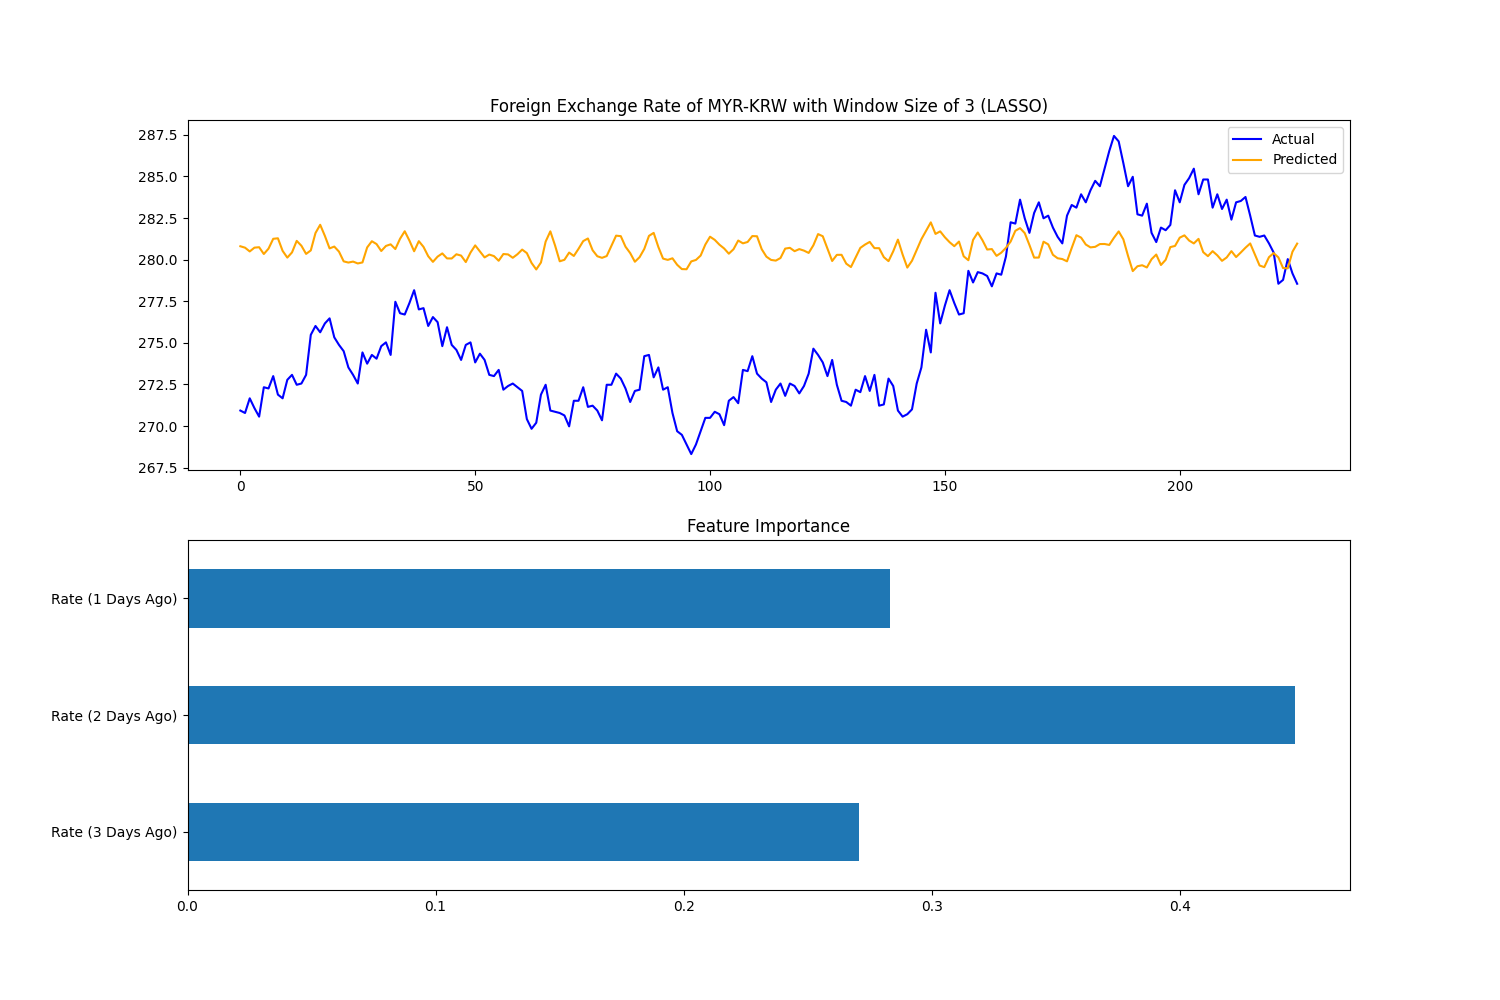 Foreign Exchange Rate of MYR-KRW with Window Size of 3 (LASSO)
287.5
285.0
282.5
280.0
277.5
275.0
272.5
270.0
267.5
Actual
Predicted
0 50 100 150 200
Feature Importance
Rate (1 Days Ago)
Rate (2 Days Ago)
Rate (3 Days Ago)
0.0 0.1 0.2 0.3 0.4